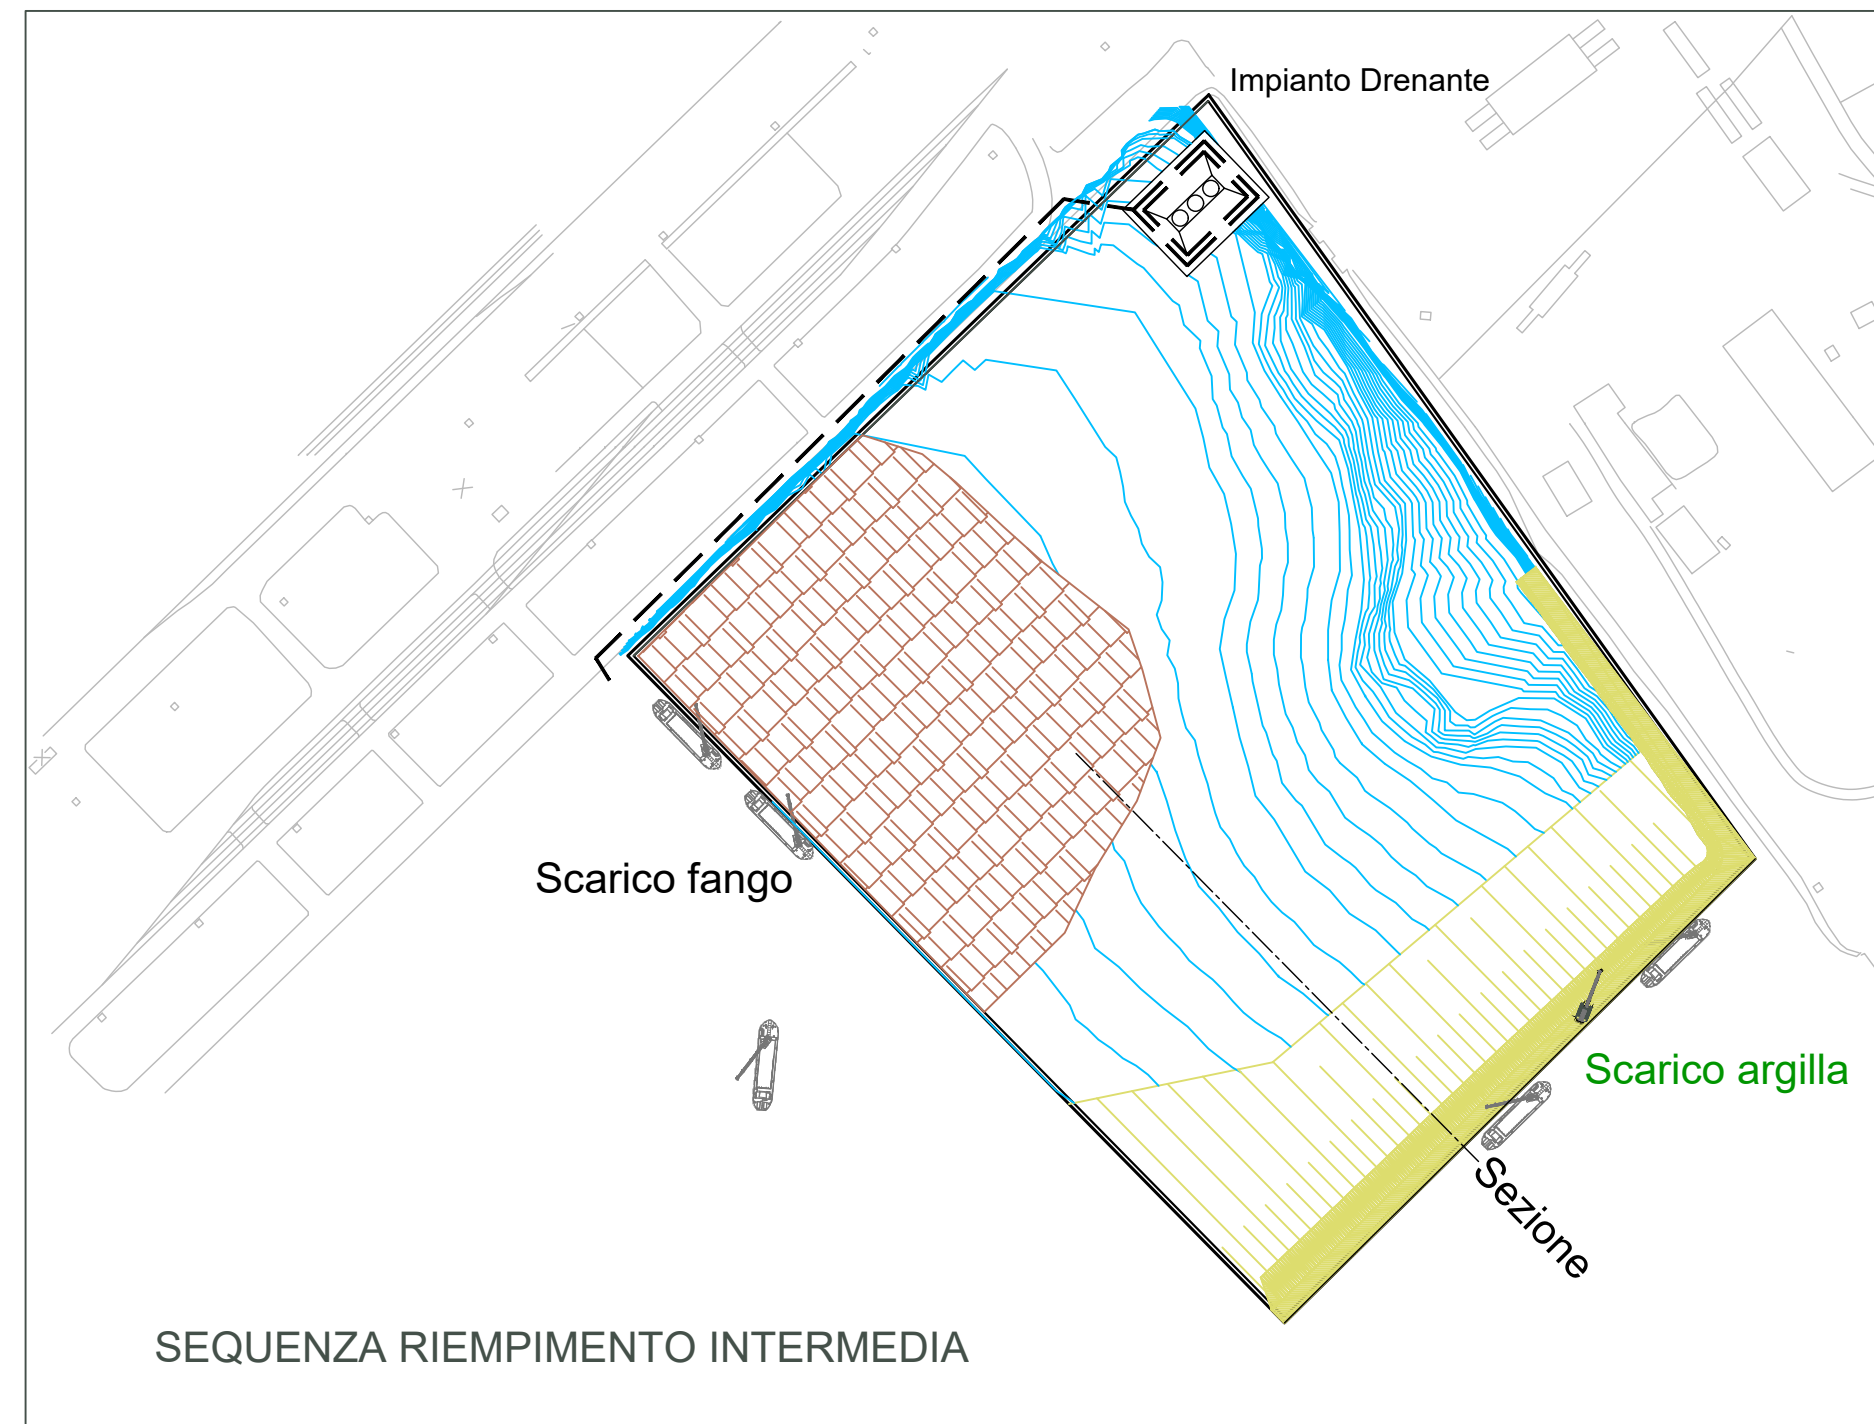 Impianto Drenante
Scarico fango
Scarico argilla
Sezione
SEQUENZA RIEMPIMENTO INTERMEDIA